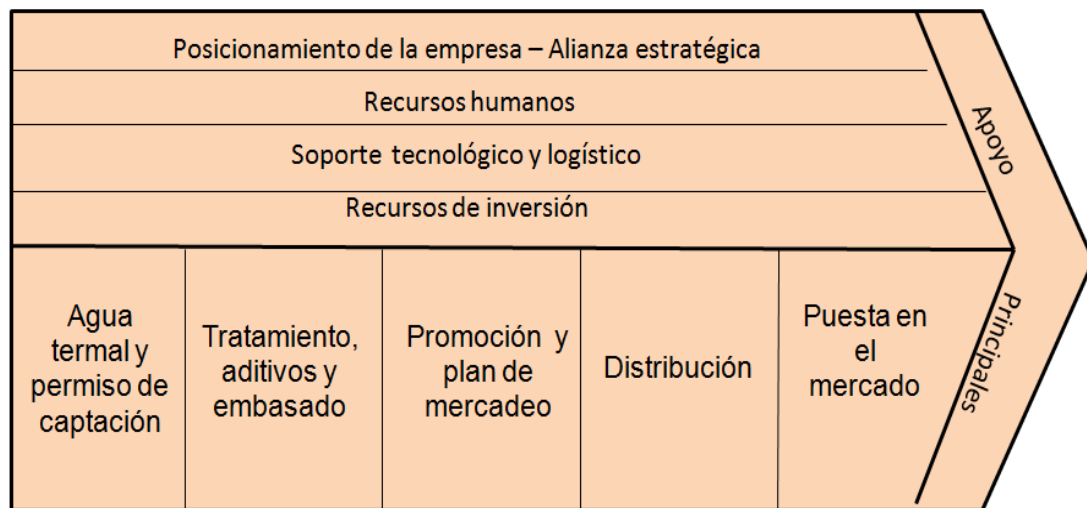 Posicionamiento de la empresa – Alianza estratégica
Recursos humanos
Soporte tecnológico y logístico
Recursos de inversión
Apoyo
Agua
termal y
permiso de
captación
Tratamiento,
aditivos y
embasado
Promoción y
plan de
mercadeo
Distribución
Puesta en
el
mercado
Principales